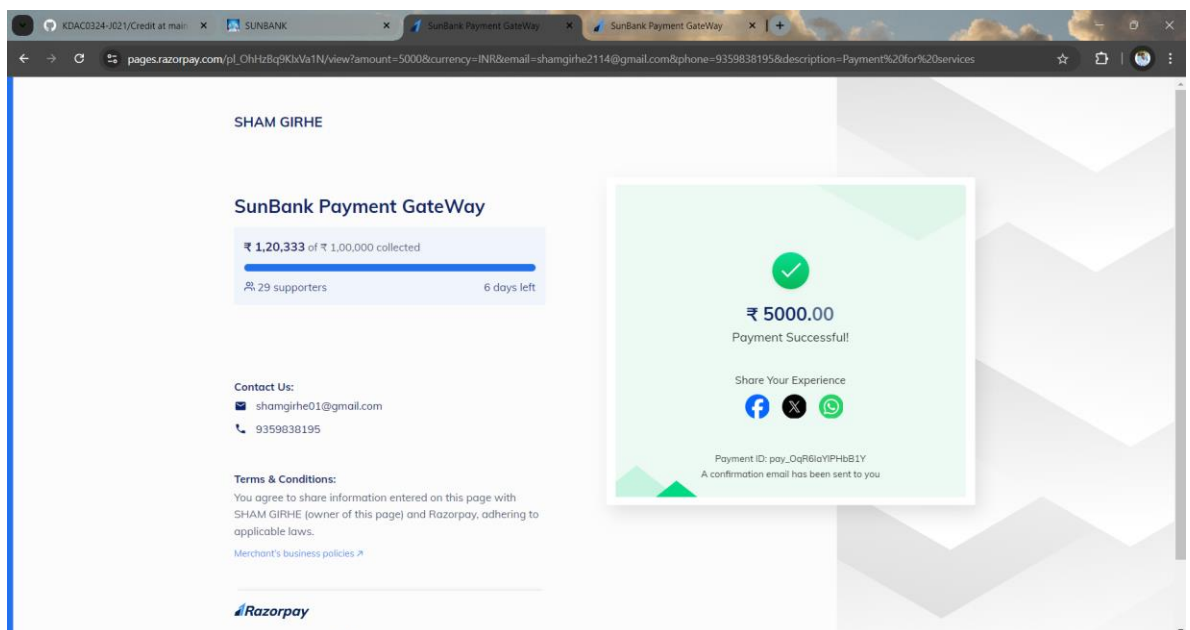 KDAC0324-J021/Credit at main
SUNBANK
SunBank Payment GateWay
SunBank Payment GateWay
pages.razorpay.com/pl_OhHzBq9KlxVa1N/view?amount=5000&currency=INR&email=shamgirhe2114@gmail.com&phone=9359838195&description=Payment%20for%20services
SHAM GIRHE
SunBank Payment GateWay
₹ 1,20,333 of ₹ 1,00,000 collected
29 supporters 6 days left
Contact Us:
shamgirhe01@gmail.com
9359838195
Terms & Conditions:
You agree to share information entered on this page with
SHAM GIRHE (owner of this page) and Razorpay, adhering to
applicable laws.
Merchant's business policies
Razorpay
₹ 5000.00
Payment Successful!
Share Your Experience
Payment ID: pay_OqR6IaYlPHbB1Y
A confirmation email has been sent to you